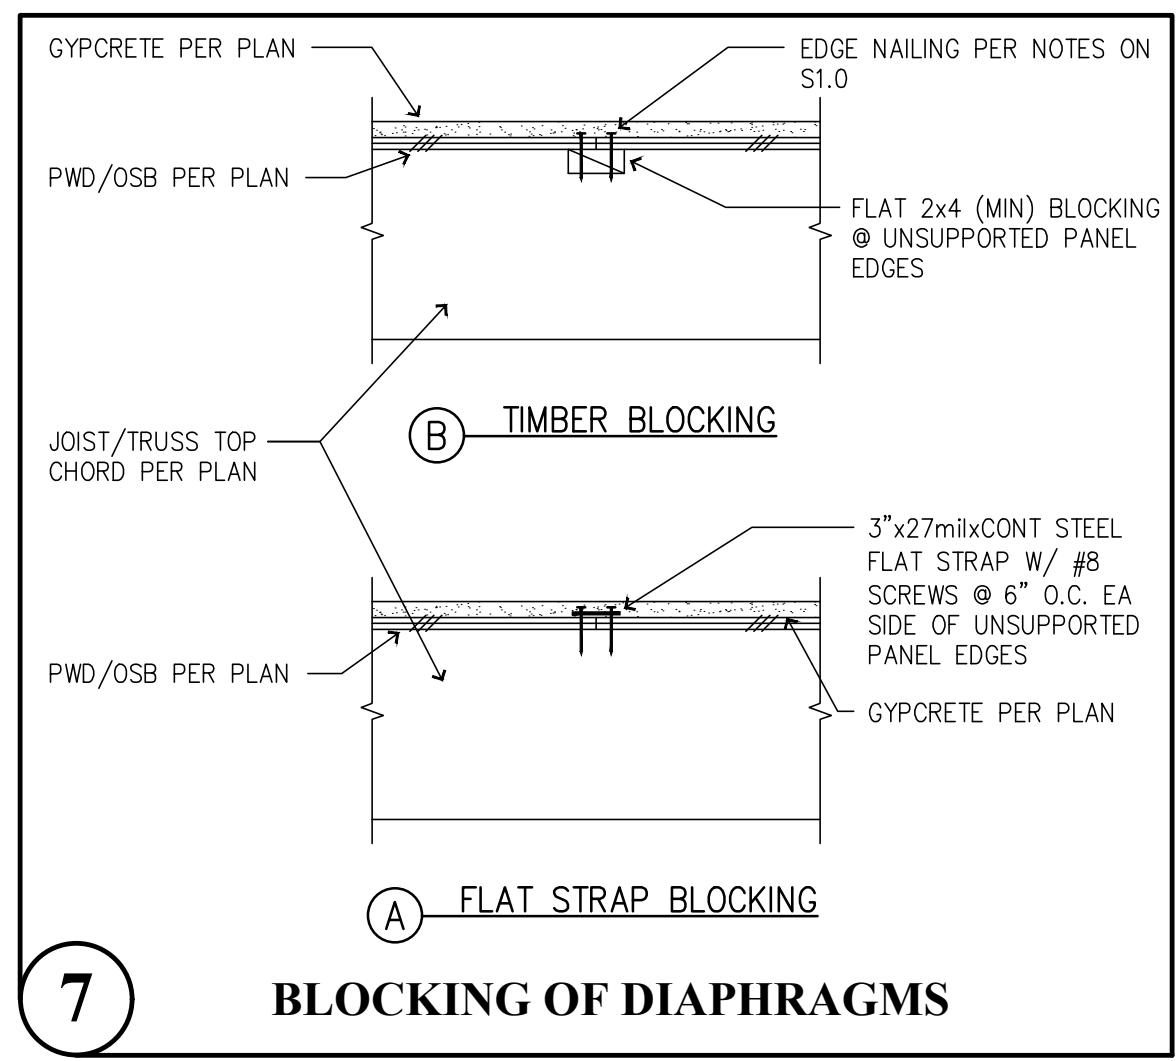 GYPCRETE PER PLAN
EDGE NAILING PER NOTES ON
S1.0
PWD/OSB PER PLAN
FLAT 2x4 (MIN) BLOCKING
@ UNSUPPORTED PANEL
EDGES
B TIMBER BLOCKING
JOIST/TRUSS TOP
CHORD PER PLAN
3"x27milxCONT STEEL
FLAT STRAP W/ #8
SCREWS @ 6" O.C. EA
SIDE OF UNSUPPORTED
PANEL EDGES
PWD/OSB PER PLAN
GYPCRETE PER PLAN
A FLAT STRAP BLOCKING
7 BLOCKING OF DIAPHRAGMS